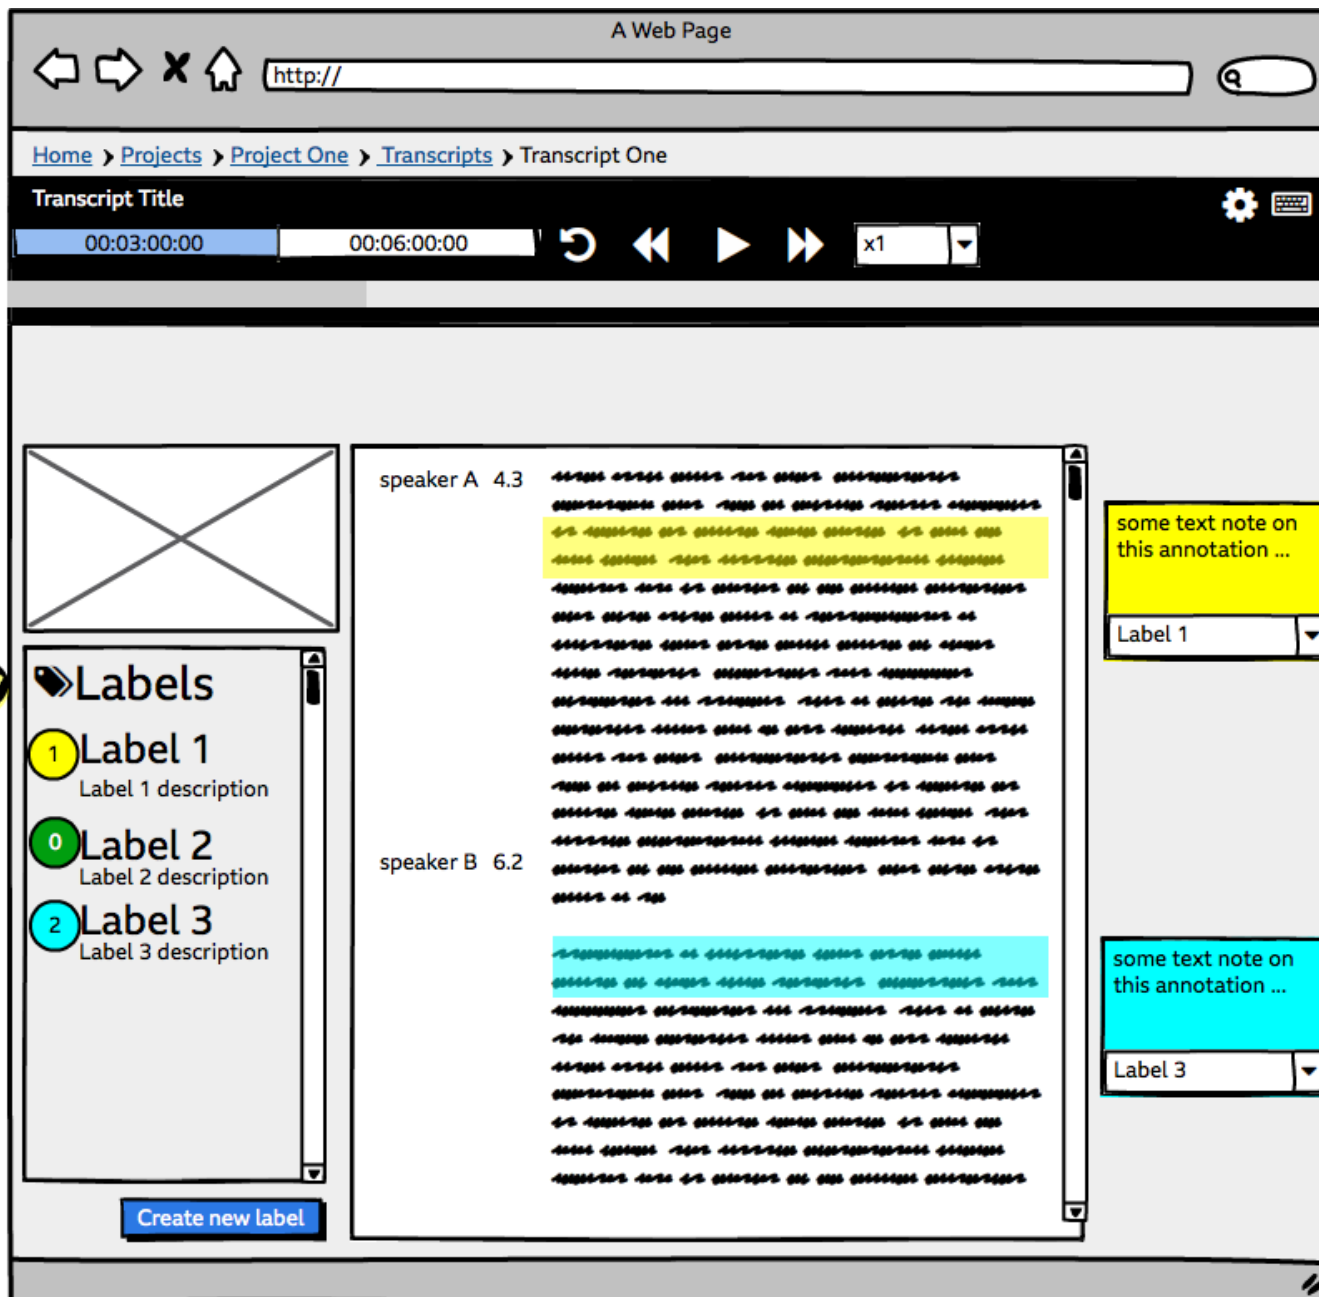 A Web Page
http://
Home Projects Project One Transcripts Transcript One
Transcript Title
00:03:00:00 00:06:00:00 x1
speaker A 4.3
some text note on
this annotation ...
Label 1
Labels
1 Label 1
Label 1 description
0 Label 2
Label 2 description
2 Label 3
Label 3 description
speaker B 6.2
some text note on
this annotation ...
Label 3
Create new label